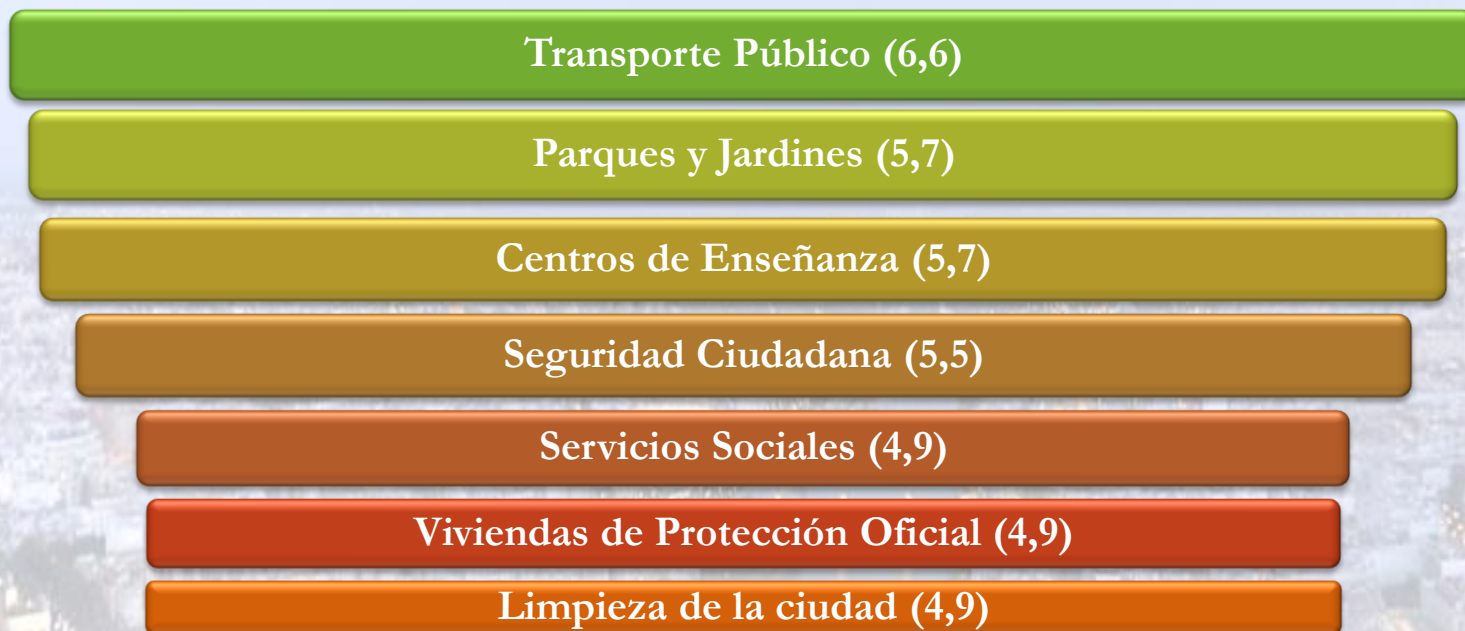 Transporte Público (6,6)
Parques y Jardines (5,7)
Centros de Enseñanza (5,7)
Seguridad Ciudadana (5,5)
Servicios Sociales (4,9)
Viviendas de Protección Oficial (4,9)
Limpieza de la ciudad (4,9)